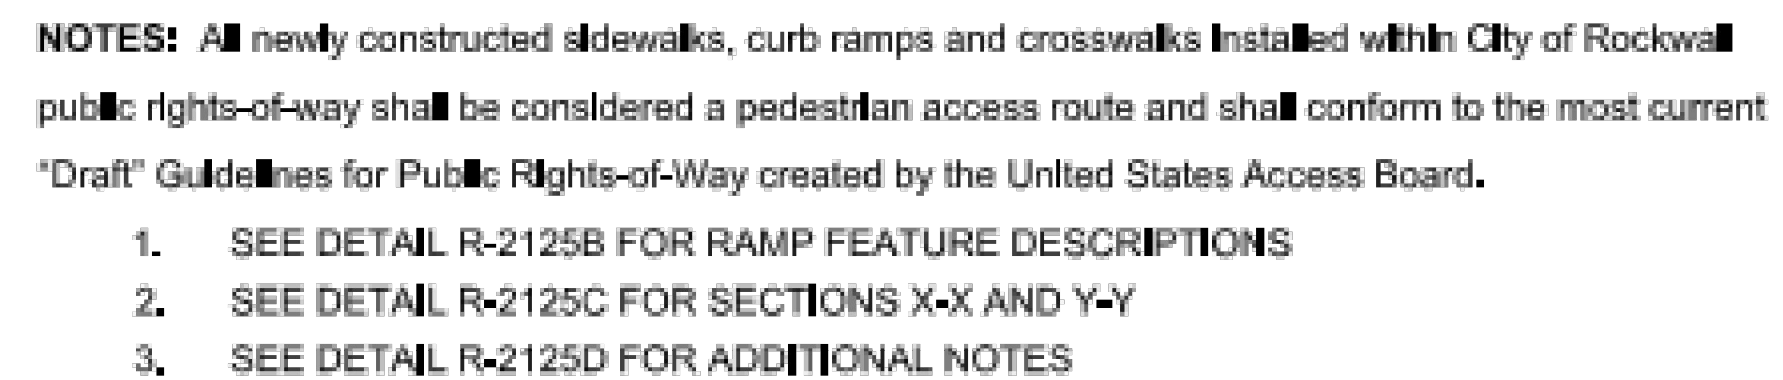 NOTES: All newly constructed sidewalks, curb ramps and crosswalks installed within City of Rockwall
public rights-of-way shall be considered a pedestrian access route and shall conform to the most current
“Draft” Guidelines for Public Rights-of-Way created by the United States Access Board.
1. SEE DETAIL R-2125B FOR RAMP FEATURE DESCRIPTIONS
2. SEE DETAIL R-2125C FOR SECTIONS X-X AND Y-Y
3. SEE DETAIL R-2125D FOR ADDITIONAL NOTES